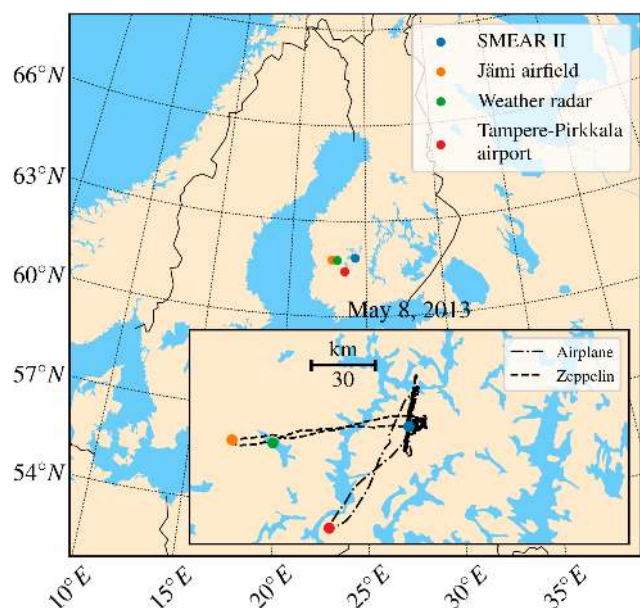 66°N
63°N
60°N
57°N
54°N
SMEAR II
Jämi airfield
Weather radar
Tampere-Pirkkala
airport
May 8, 2013
km
30
Airplane
Zeppelin
10°E
15°E
20°E
25°E
30°E
35°E